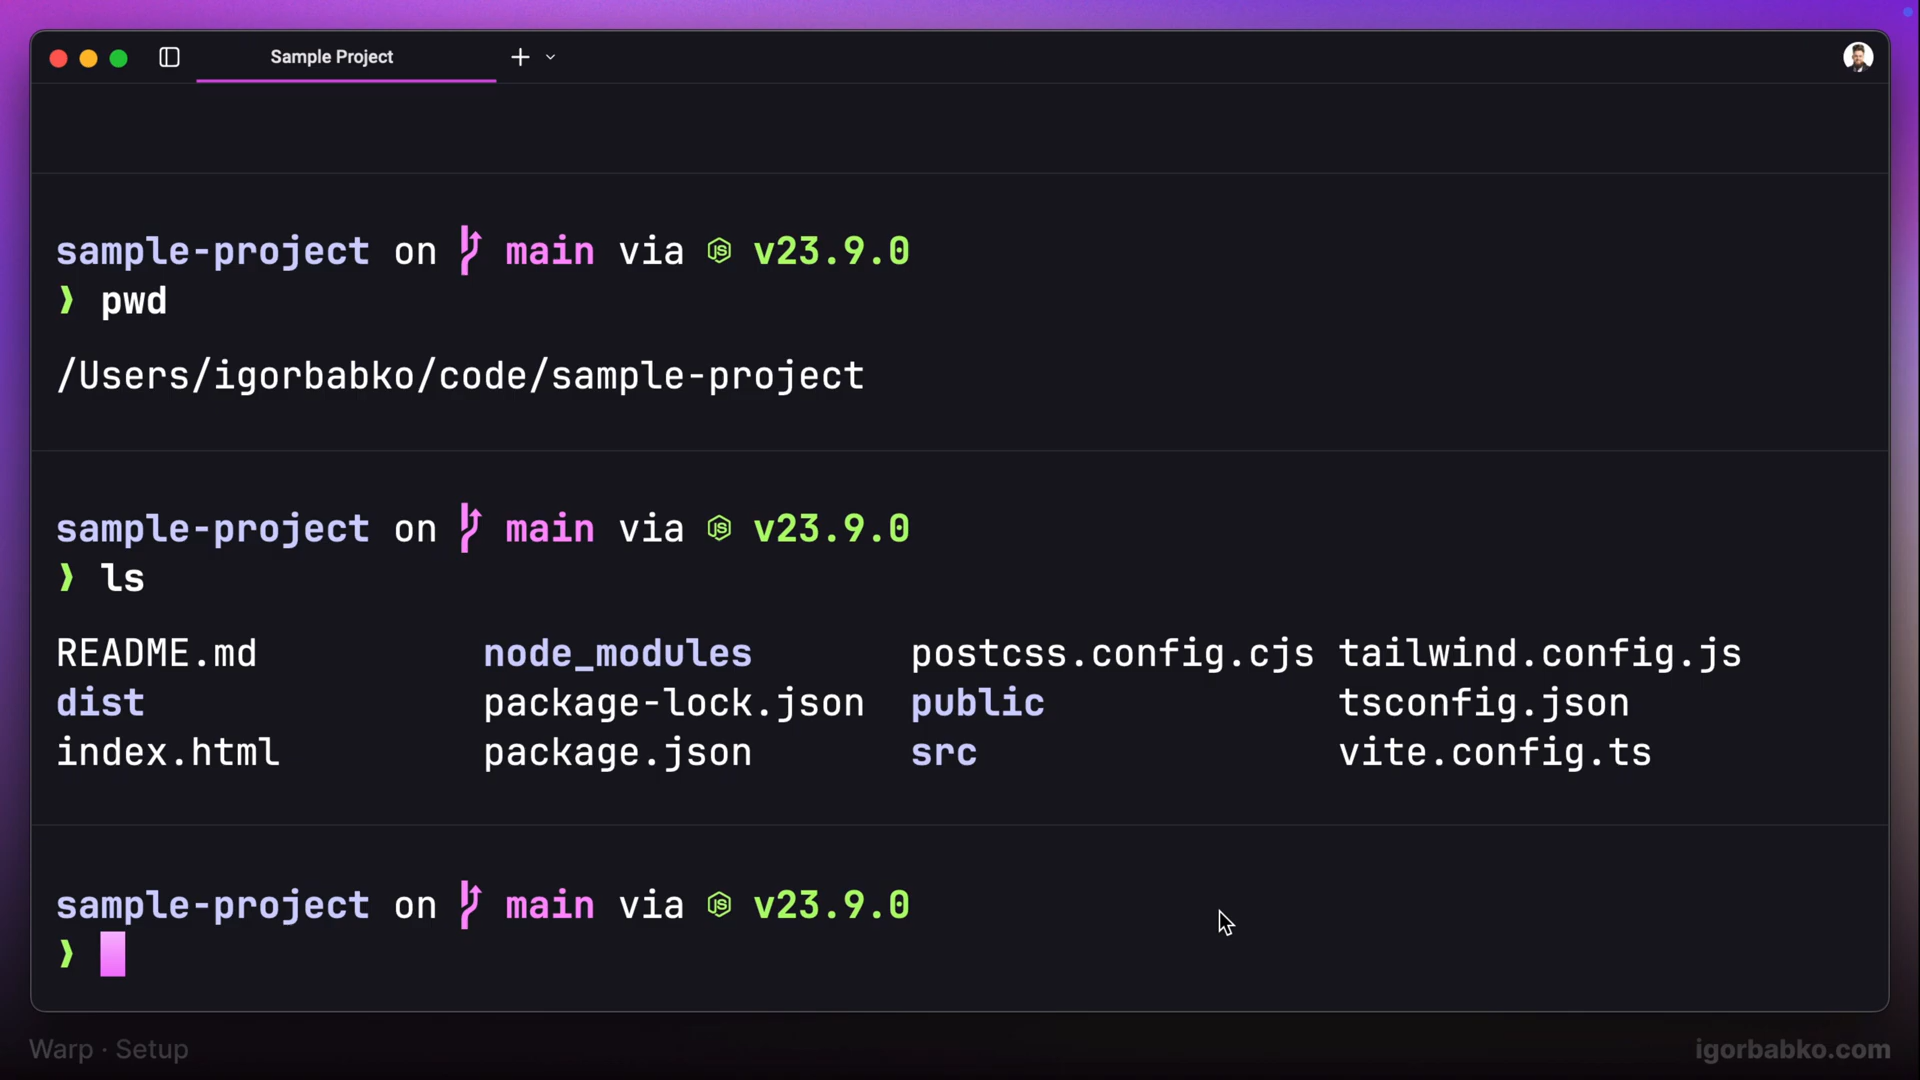 Sample Project
sample-project on main via v23.9.0
❯ pwd
/Users/igorbabko/code/sample-project
sample-project on main via v23.9.0
❯ ls
README.md node_modules postcss.config.cjs tailwind.config.js
dist package-lock.json public tsconfig.json
index.html package.json src vite.config.ts
sample-project on main via v23.9.0
❯
Warp · Setup
igorbabko.com